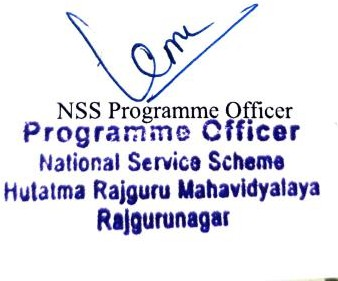 NSS Programme Officer
Programme Officer
National Service Scheme
Hutatma Rajguru Mahavidyalaya
Rajgurunagar